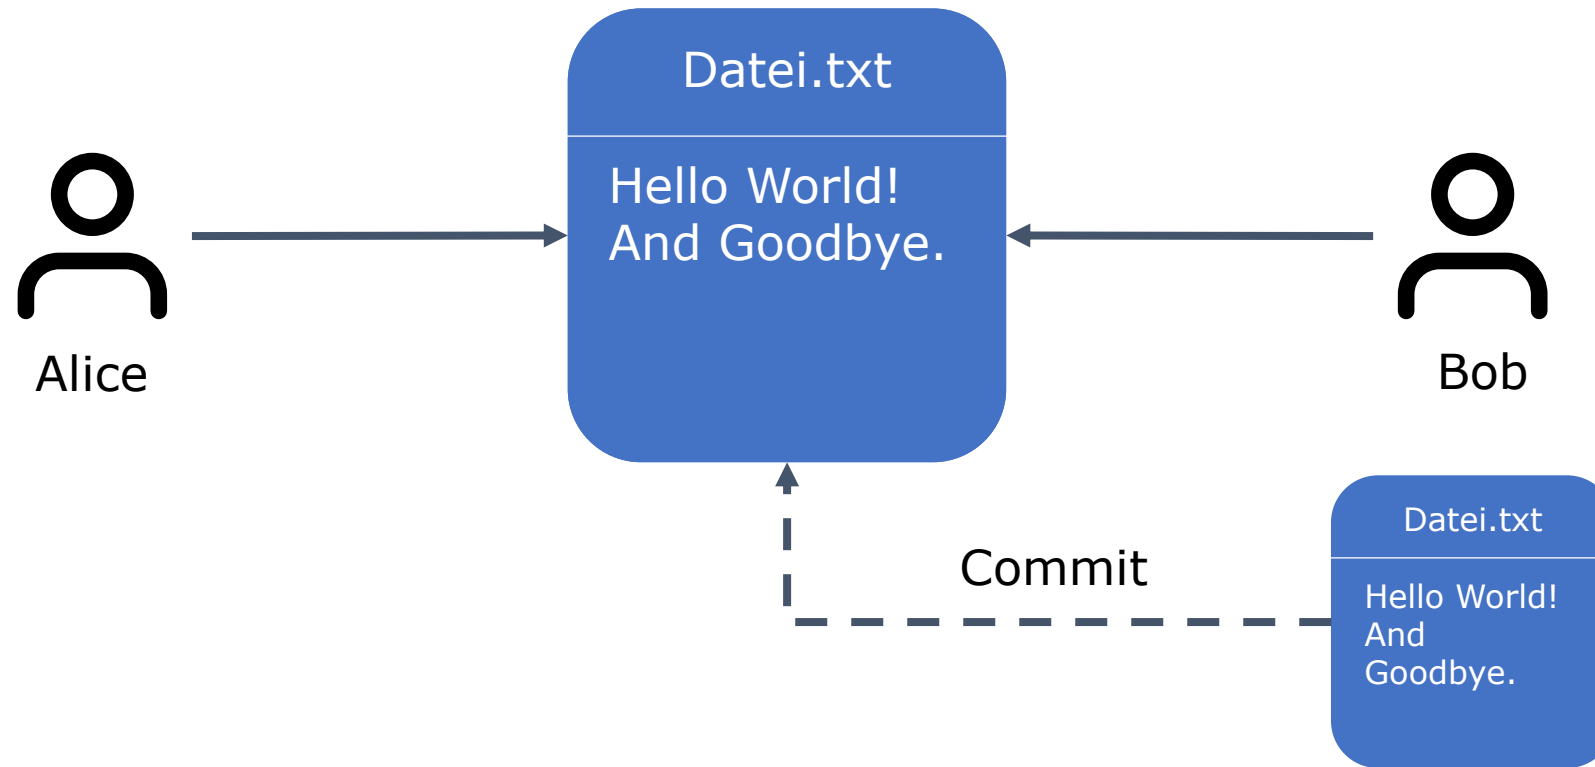 Datei.txt
Hello World!
And Goodbye.
Alice
Bob
Commit
Datei.txt
Hello World!
And
Goodbye.